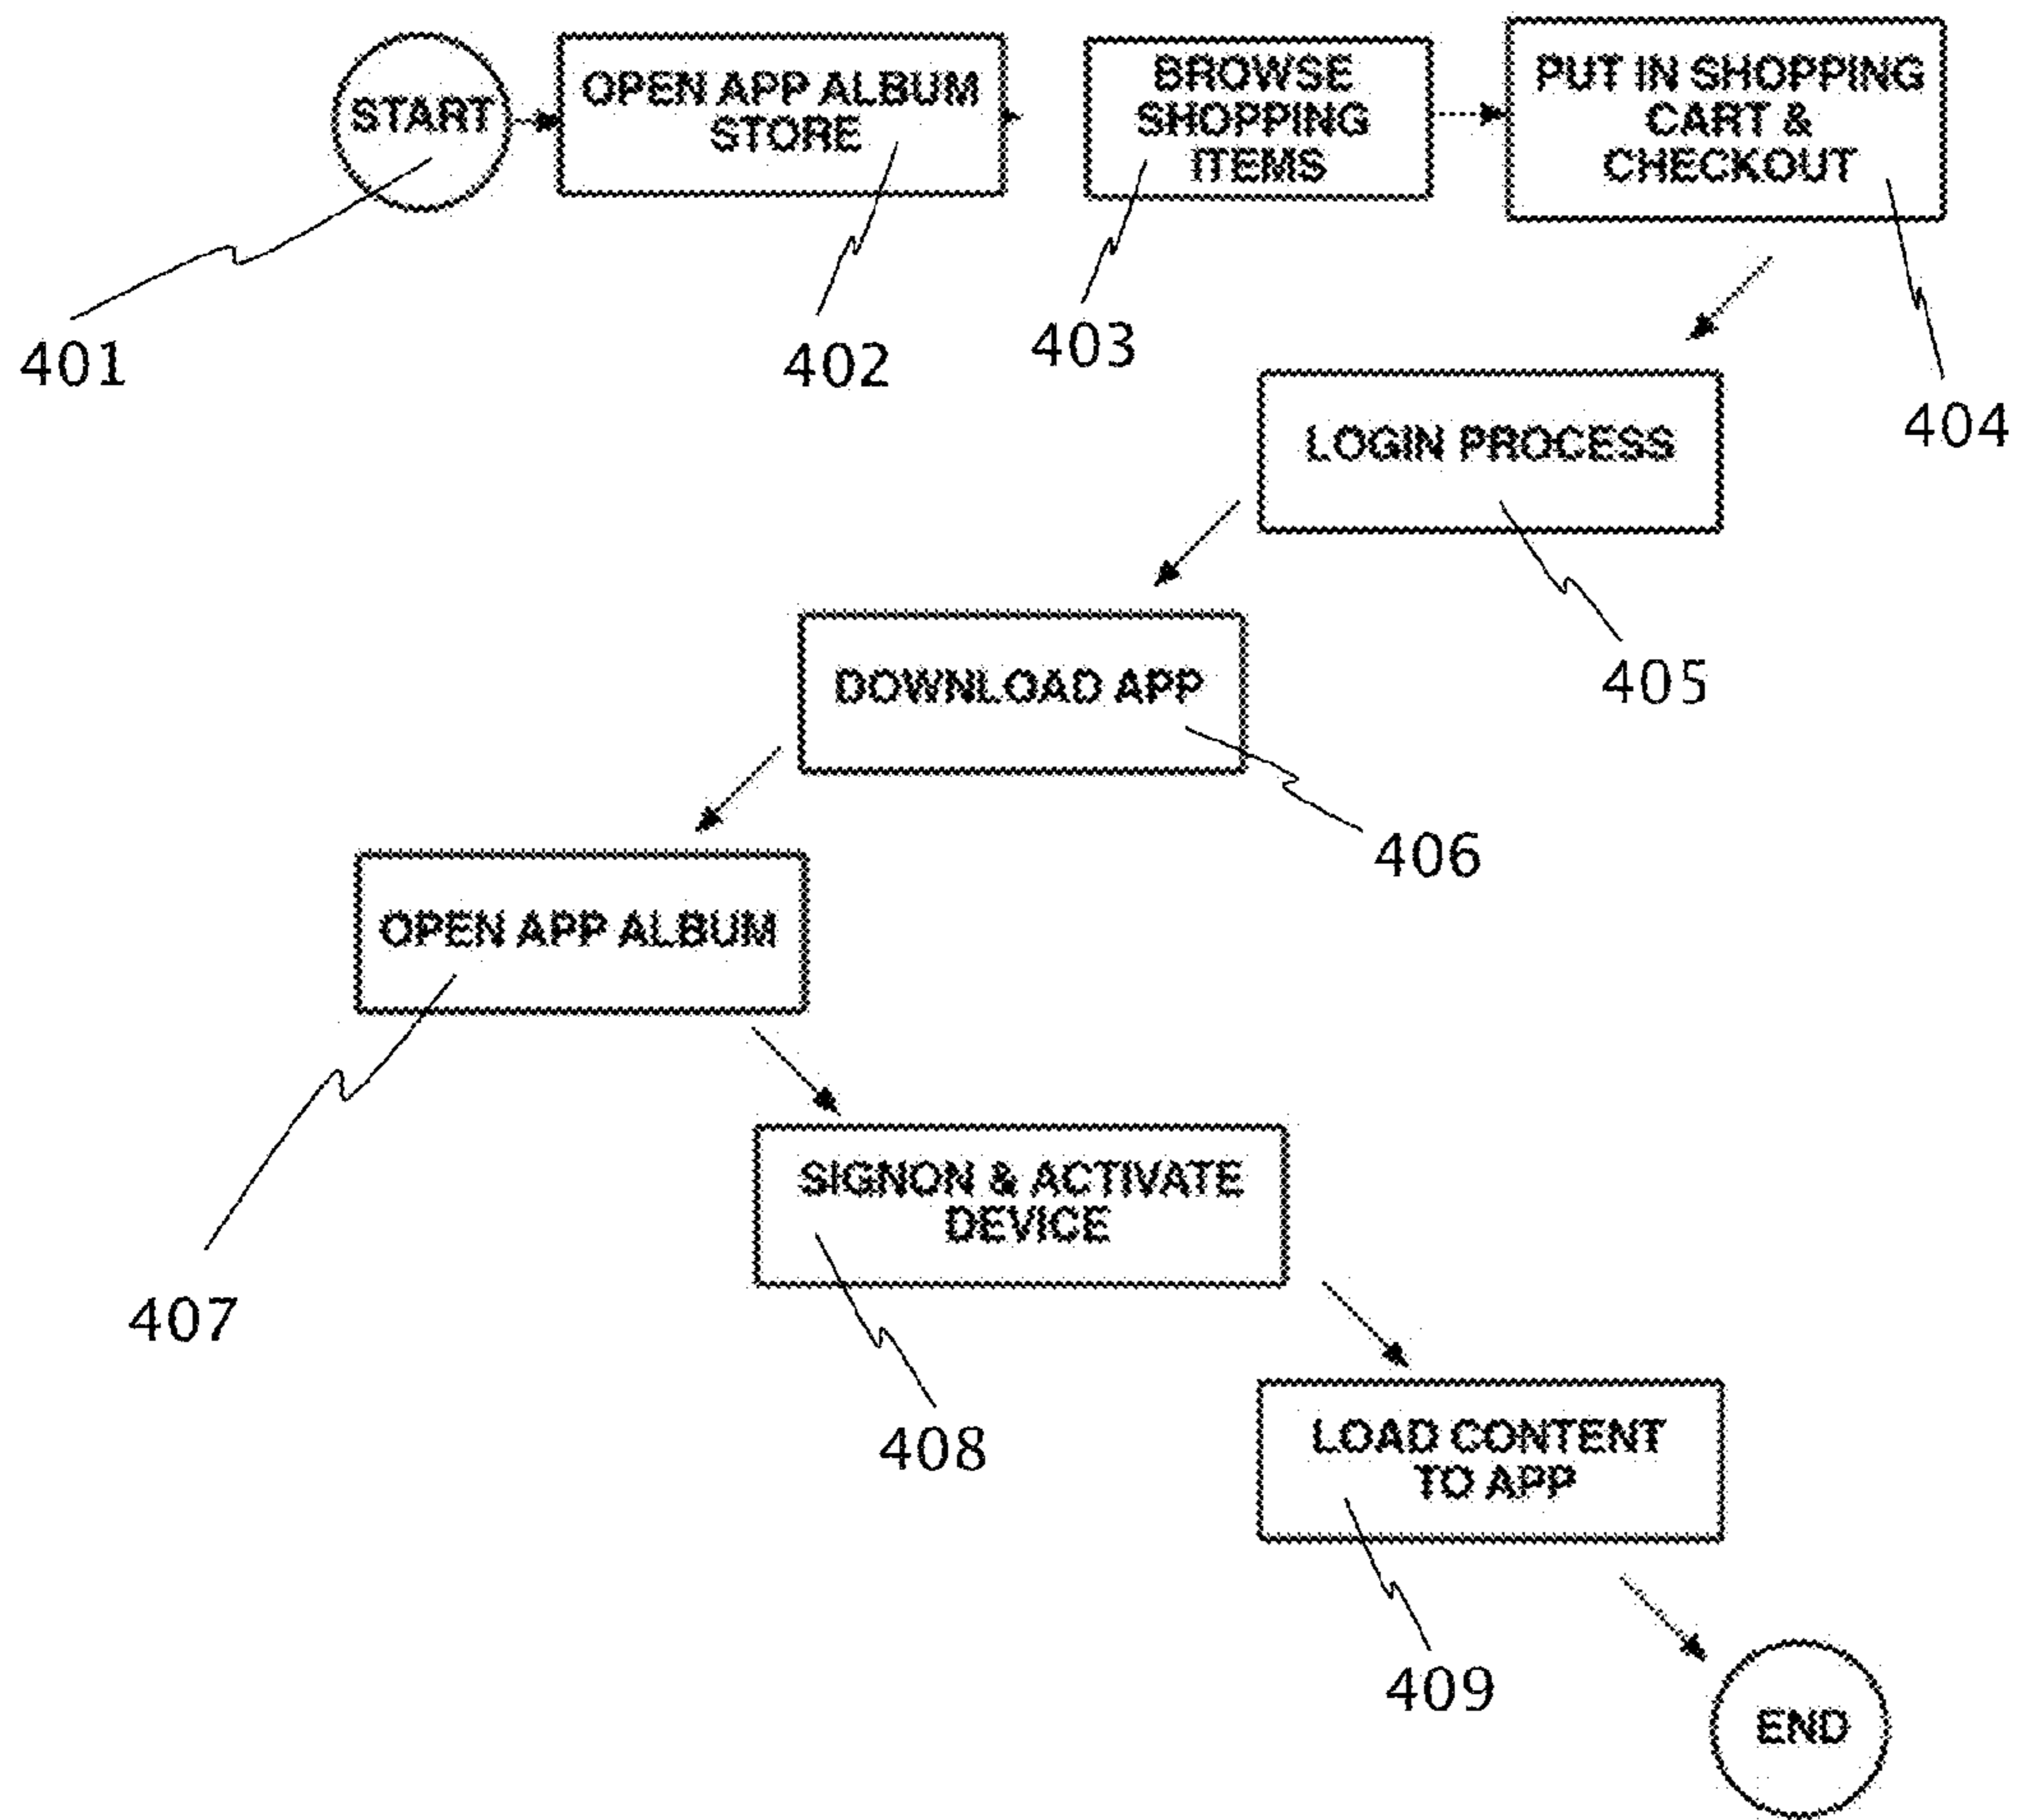 START
OPEN APP ALBUM
STORE
BROWSE
SHOPPING
ITEMS
PUT IN SHOPPING
CART &
CHECKOUT
401
402
403
404
LOGIN PROCESS
405
DOWNLOAD APP
406
OPEN APP ALBUM
407
SIGNON & ACTIVATE
DEVICE
408
LOAD CONTENT
TO APP
409
END